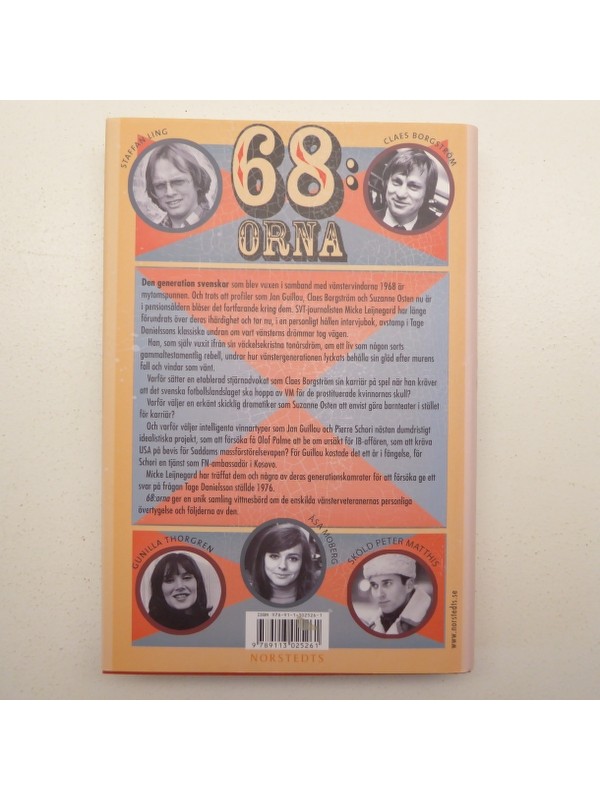 STAFFAN LING
CLAES BORGSTRÖM
68:
ORNA
Den generation svenskar som blev vuxen i samband med vänstervindarna 1968 är
mytomspunnen. Och trots att profiler som Jan Guillou, Claes Borgström och Suzanne Osten nu är
i pensionsåldern blåser det fortfarande kring dem. SVT-journalisten Micke Leijnegard har länge
förundrats över deras ihärdighet och tar nu, i en personligt hållen intervjubok, avstamp i Tage
Danielssons klassiska undran om vart vänsterns drömmar tog vägen.
Han, som själv vuxit ifrån sin väckelsekristna tonårsdröm, om ett liv som någon sorts
gammaltestamentlig rebell, undrar hur vänstergenerationen lyckats behålla sin glöd efter murens
fall och vindar som vänt.
Varför sätter en etablerad stjärnadvokat som Claes Borgström sin karriär på spel när han kräver
att det svenska fotbollslandslaget ska hoppa av VM för de prostituerade kvinnornas skull?
Varför väljer en erkänt skicklig dramatiker som Suzanne Osten att envist göra barnteater i stället
för karriär?
Och varför väljer intelligenta vinnartyper som Jan Guillou och Pierre Schori nästan dumdristigt
idealistiska projekt, som att försöka få Olof Palme att be om ursäkt för IB-affären, som att kräva
USA på bevis för Saddams massförstörelsevapen? För Guillou kostade det ett år i fängelse, för
Schori en tjänst som FN-ambassadör i Kosovo.
Micke Leijnegard har träffat dem och några av deras generationskamrater för att försöka ge ett
svar på frågan Tage Danielsson ställde 1976.
68:orna ger en unik samling vittnesbörd om de enskilda vänsterveteranernas personliga
övertygelse och följderna av den.
GUNILLA THORGREN
ÅSA MOBERG
SKÖLD PETER MATTHIS
ISBN 978-91-1-302526-1
9 789113 025261
NORSTEDTS
www.norstedts.se